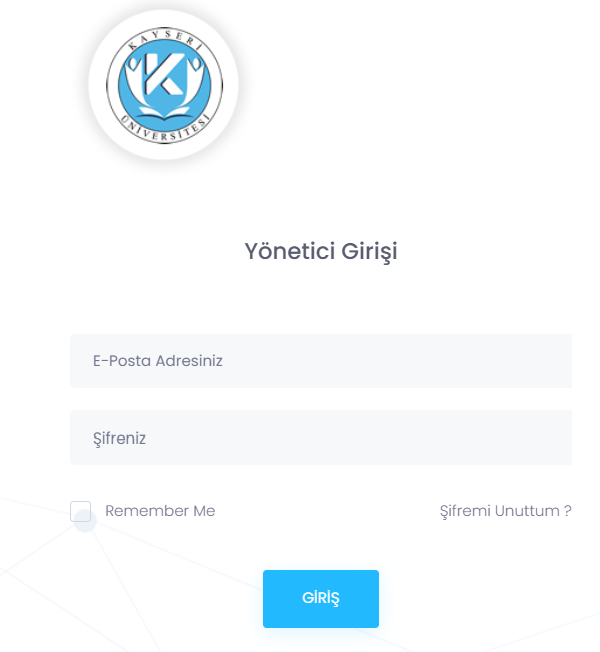 KAYSERİ
K
ÜNİVERSİTESİ
Yönetici Girişi
E-Posta Adresiniz
Şifreniz
Remember Me
Şifremi Unuttum ?
GİRİŞ